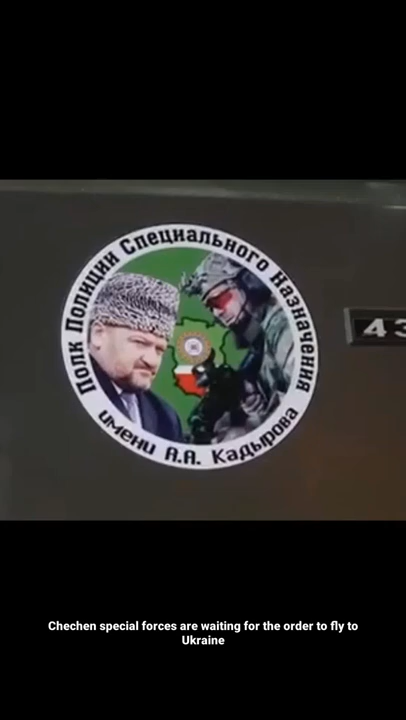 Полк Полиции Специального Назначения
имени А.А. Кадырова
43
Chechen special forces are waiting for the order to fly to
Ukraine